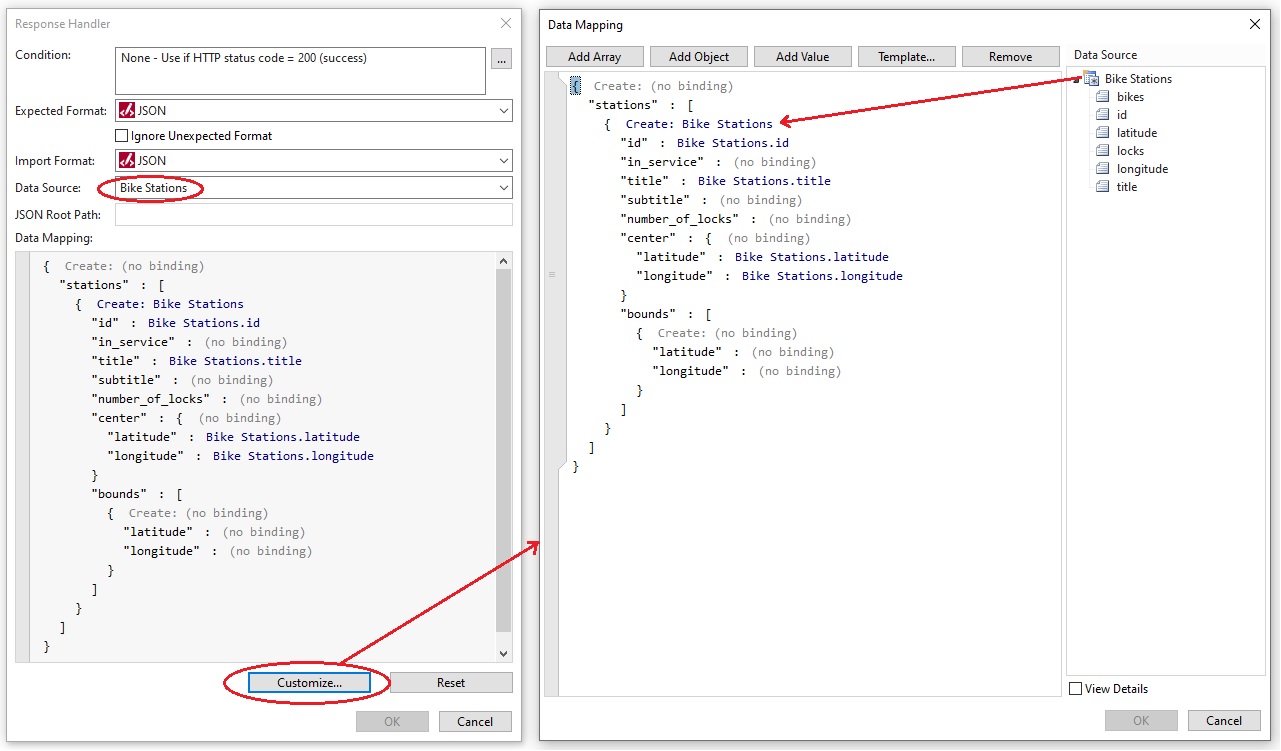 Response Handler
Condition:
None - Use if HTTP status code = 200 (success)
...
Expected Format:
JSON
Ignore Unexpected Format
Import Format:
JSON
Data Source:
Bike Stations
JSON Root Path:
Data Mapping:
{ Create: (no binding)
"stations" : [
{ Create: Bike Stations
"id" : Bike Stations.id
"in_service" : (no binding)
"title" : Bike Stations.title
"subtitle" : (no binding)
"number_of_locks" : (no binding)
"center" : { (no binding)
"latitude" : Bike Stations.latitude
"longitude" : Bike Stations.longitude
}
"bounds" : [
{ Create: (no binding)
"latitude" : (no binding)
"longitude" : (no binding)
}
]
}
]
}
Customize...
Reset
OK
Cancel
Data Mapping
Add Array
Add Object
Add Value
Template...
Remove
{ Create: (no binding)
"stations" : [
{ Create: Bike Stations
"id" : Bike Stations.id
"in_service" : (no binding)
"title" : Bike Stations.title
"subtitle" : (no binding)
"number_of_locks" : (no binding)
"center" : { (no binding)
"latitude" : Bike Stations.latitude
"longitude" : Bike Stations.longitude
}
"bounds" : [
{ Create: (no binding)
"latitude" : (no binding)
"longitude" : (no binding)
}
]
}
]
}
Data Source
Bike Stations
bikes
id
latitude
locks
longitude
title
View Details
OK
Cancel